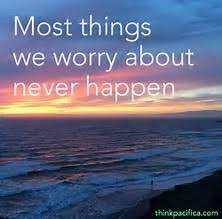 Most things
we worry about
never happen
thinkpacifica.com